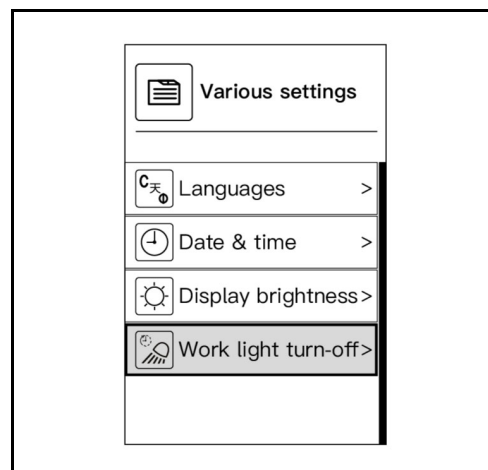 Various settings
Languages >
Date & time >
Display brightness >
Work light turn-off >